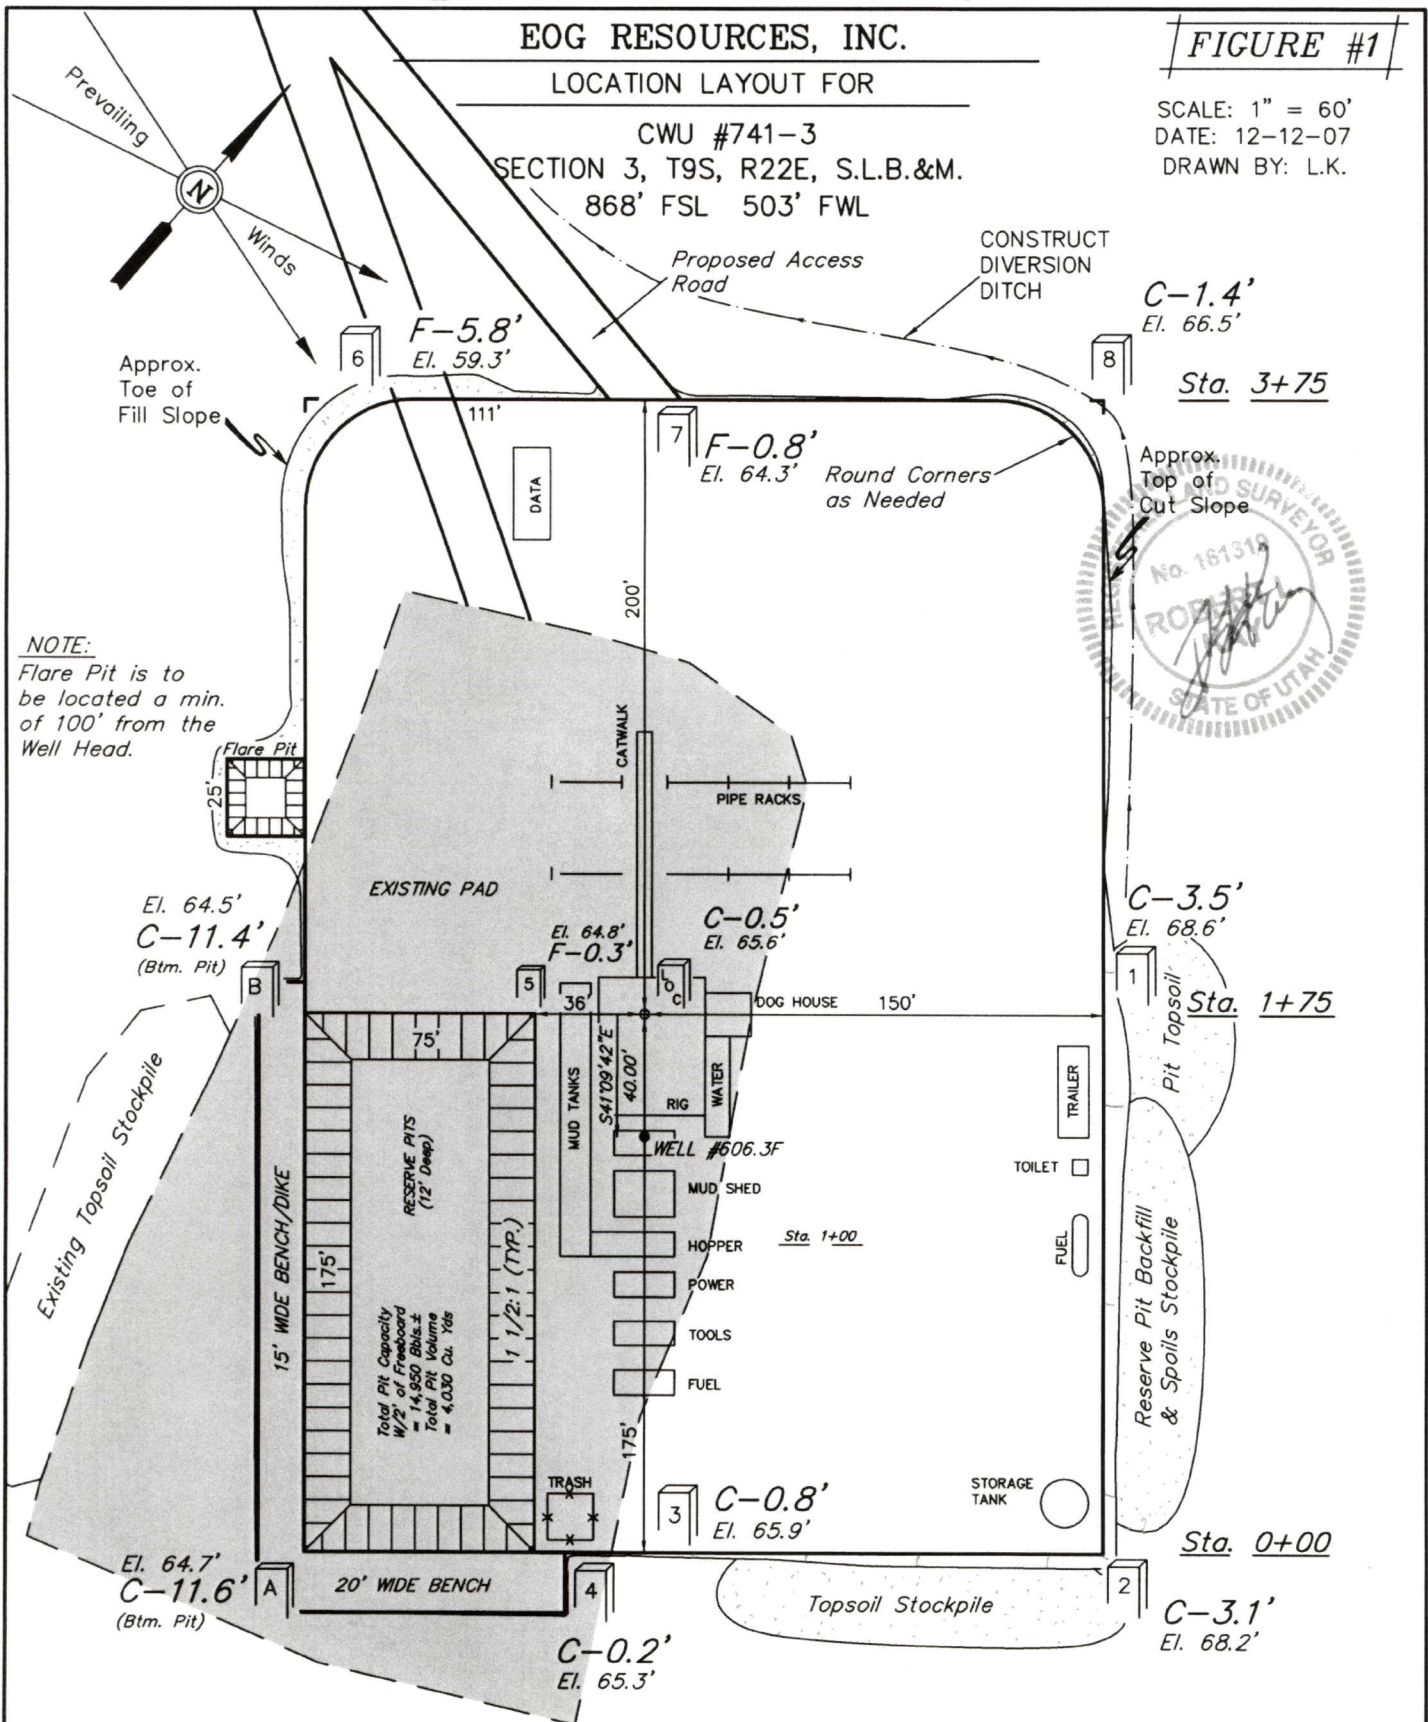 EOG RESOURCES, INC.
LOCATION LAYOUT FOR
CWU #741-3
SECTION 3, T9S, R22E, S.L.B.&M.
868' FSL 503' FWL
FIGURE #1
SCALE: 1" = 60'
DATE: 12-12-07
DRAWN BY: L.K.
Prevailing
N
Winds
Proposed Access
Road
CONSTRUCT
DIVERSION
DITCH
C-1.4'
El. 66.5'
8
Sta. 3+75
6
F-5.8'
El. 59.3'
Approx.
Toe of
Fill Slope
111'
7
F-0.8'
El. 64.3'
Round Corners
as Needed
Approx.
Top of
Cut Slope
DATA
200'
REGISTERED LAND SURVEYOR
No. 161319
ROBERT
STATE OF UTAH
NOTE:
Flare Pit is to
be located a min.
of 100' from the
Well Head.
Flare Pit
25'
CATWALK
PIPE RACKS
EXISTING PAD
El. 64.5'
C-11.4'
(Btm. Pit)
B
El. 64.8'
F-0.3'
5
C-0.5'
El. 65.6'
LOC
C-3.5'
El. 68.6'
1
Sta. 1+75
Pit Topsoil
36'
DOG HOUSE
150'
75'
MUD TANKS
S41°09'42"E
40.00'
RIG
WATER
TRAILER
WELL #606.3F
TOILET
MUD SHED
HOPPER
Sta. 1+00
POWER
TOOLS
FUEL
FUEL
Existing Topsoil Stockpile
15' WIDE BENCH/DIKE
175'
RESERVE PITS
(12' Deep)
1 1/2:1 (TYP.)
Total Pit Capacity
W/2' of Freeboard
= 14,950 Bbls.±
Total Pit Volume
= 4,030 Cu. Yds
Reserve Pit Backfill
& Spoils Stockpile
175'
TRASH
3
C-0.8'
El. 65.9'
STORAGE
TANK
Sta. 0+00
El. 64.7'
C-11.6'
(Btm. Pit)
A
20' WIDE BENCH
4
C-0.2'
El. 65.3'
Topsoil Stockpile
2
C-3.1'
El. 68.2'